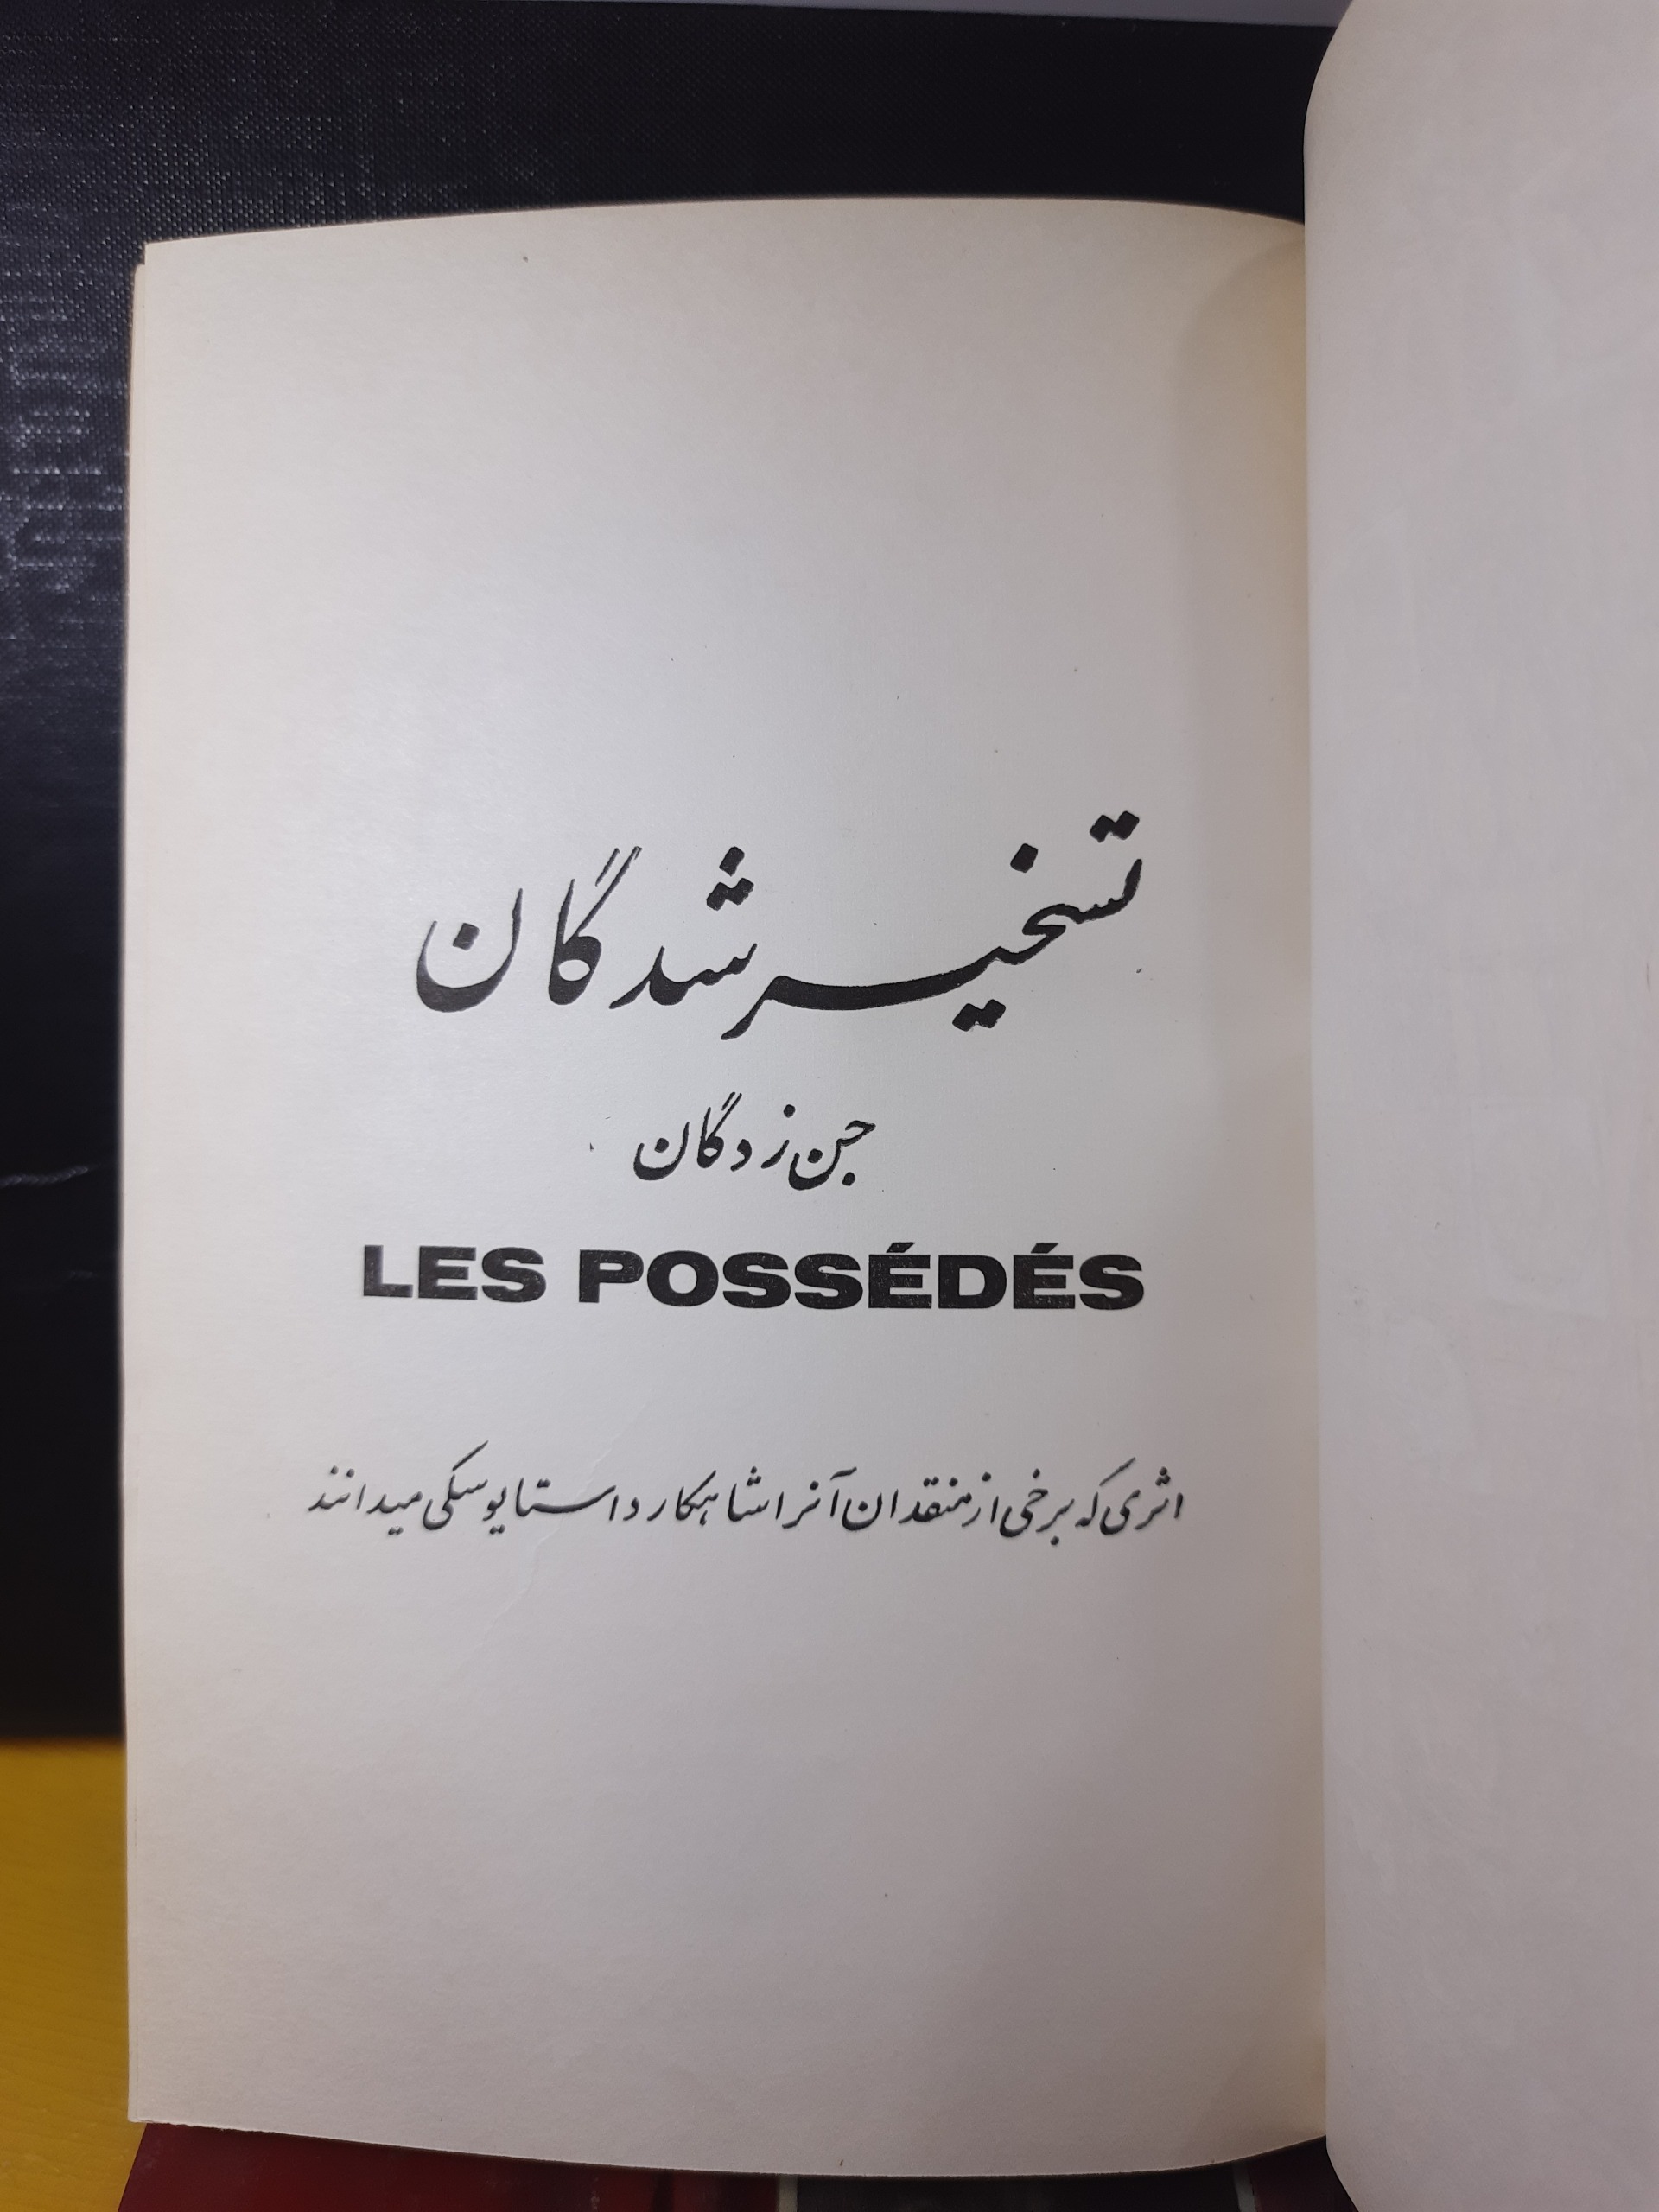 تسخیر شدگان
جن زدگان
LES POSSÉDÉS
اثری که برخی از منقدان آنرا شاهکار داستایوسکی میدانند